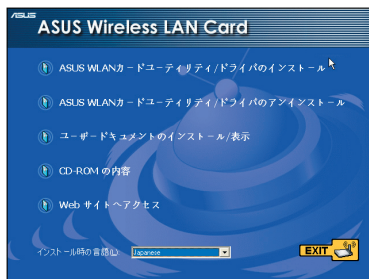 ASUS
ASUS Wireless LAN Card
ASUS WLANカードユーティリティ/ドライバのインストール
ASUS WLANカードユーティリティ/ドライバのアンインストール
ユーザードキュメントのインストール/表示
CD-ROMの内容
Web サイトへアクセス
インストール時の言語(L): Japanese
EXIT